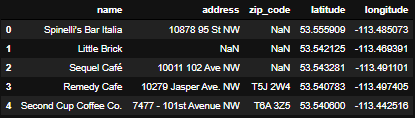 name address zip_code latitude longitude
0 Spinelli's Bar Italia 10878 95 St NW NaN 53.555909 -113.485073
1 Little Brick NaN NaN 53.542125 -113.469391
2 Sequel Café 10011 102 Ave NW NaN 53.543281 -113.491101
3 Remedy Cafe 10279 Jasper Ave. NW T5J 2W4 53.540783 -113.497405
4 Second Cup Coffee Co. 7477 - 101st Avenue NW T6A 3Z5 53.540600 -113.442516